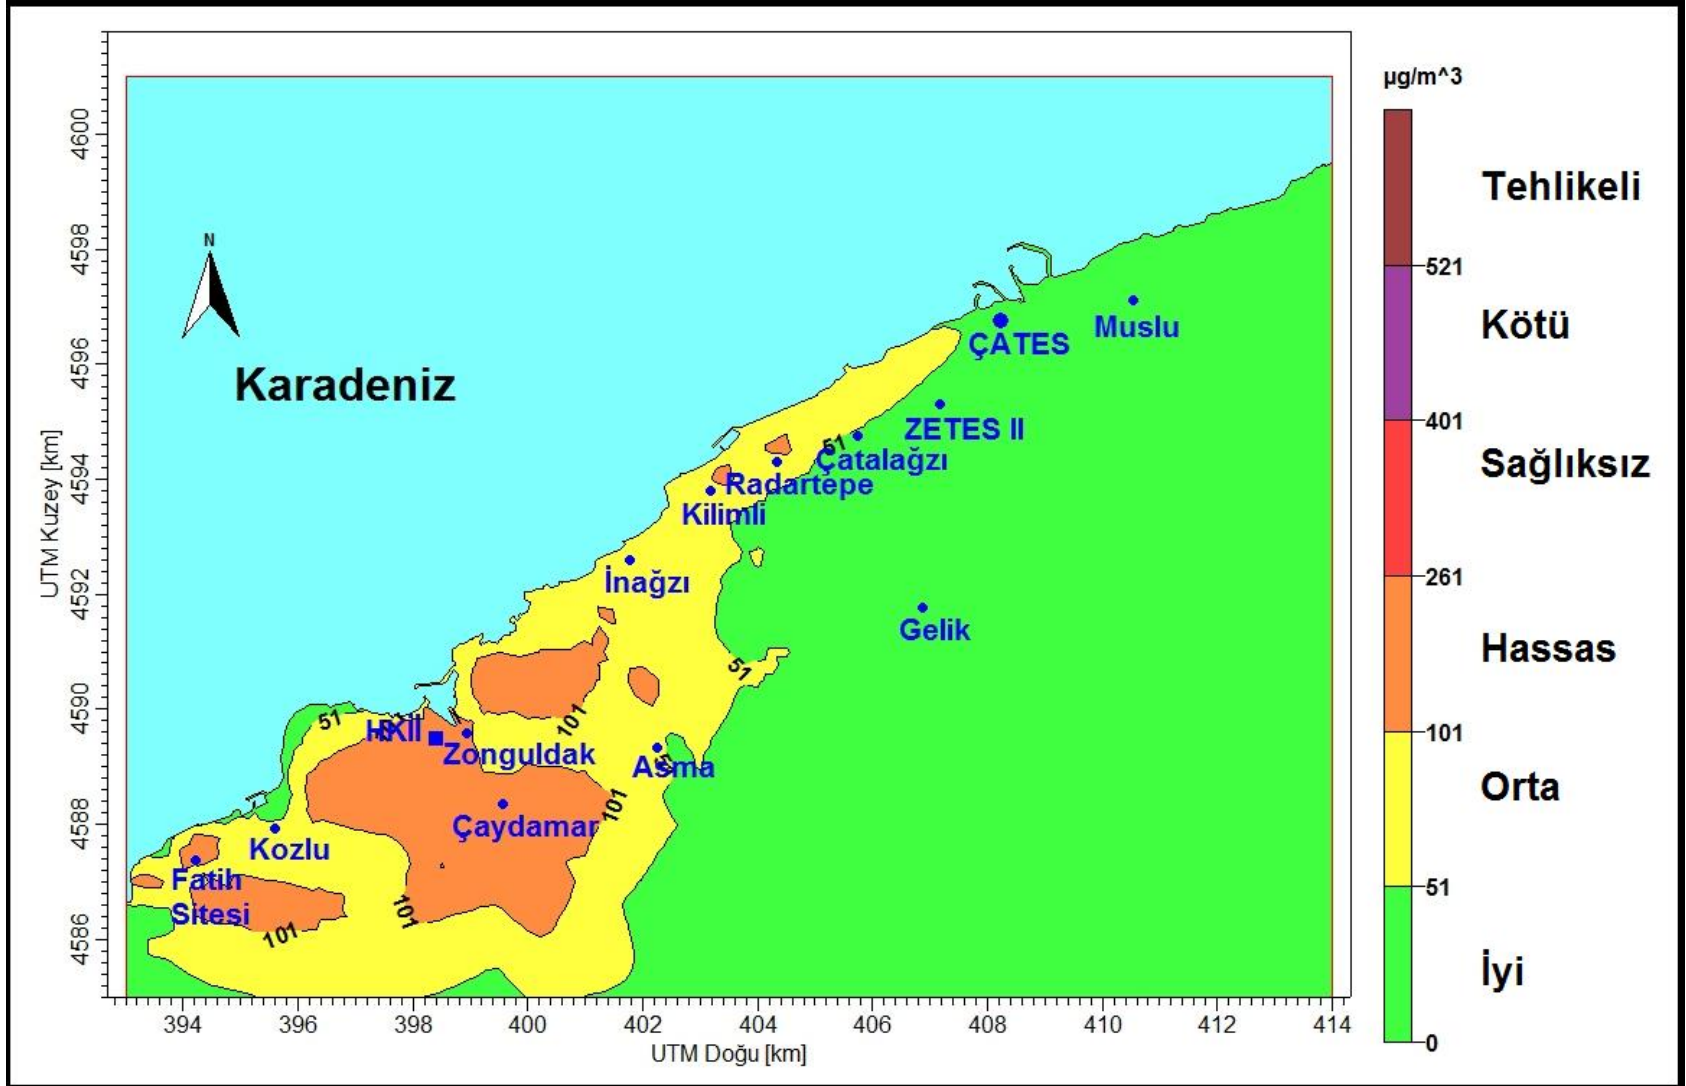 µg/m^3
4600
Tehlikeli
4598
521
N
Muslu
Kötü
ÇATES
4596
Karadeniz
401
ZETES II
51
Çatalağzı
Sağlıksız
4594
Radartepe
Kilimli
UTM Kuzey [km]
İnağzı
261
4592
Gelik
Hassas
51
4590
51
101
HKİİ
101
Zonguldak
Asma
Orta
101
4588
Çaydamar
Kozlu
51
Fatih
Sitesi
101
101
4586
İyi
0
394
396
398
400
402
404
406
408
410
412
414
UTM Doğu [km]